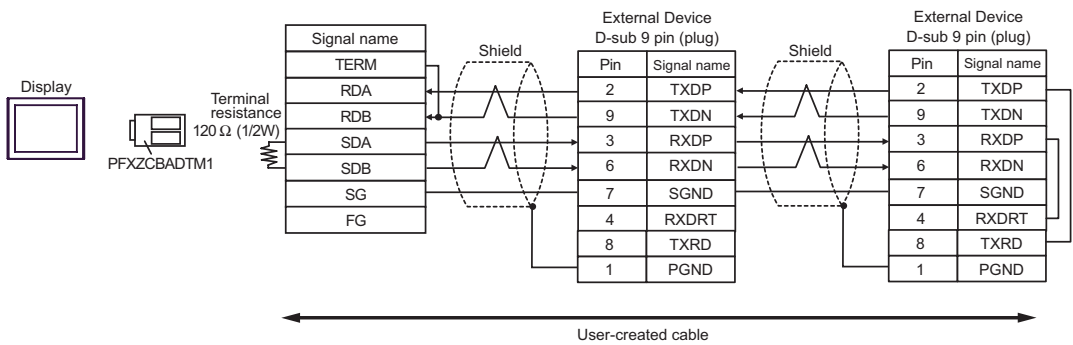 Display
PFXZCBADTM1
Terminal
resistance
120 Ω (1/2W)
Signal name
TERM
RDA
RDB
SDA
SDB
SG
FG
Shield
External Device
D-sub 9 pin (plug)
Pin Signal name
2 TXDP
9 TXDN
3 RXDP
6 RXDN
7 SGND
4 RXDRT
8 TXRD
1 PGND
Shield
External Device
D-sub 9 pin (plug)
Pin Signal name
2 TXDP
9 TXDN
3 RXDP
6 RXDN
7 SGND
4 RXDRT
8 TXRD
1 PGND
User-created cable